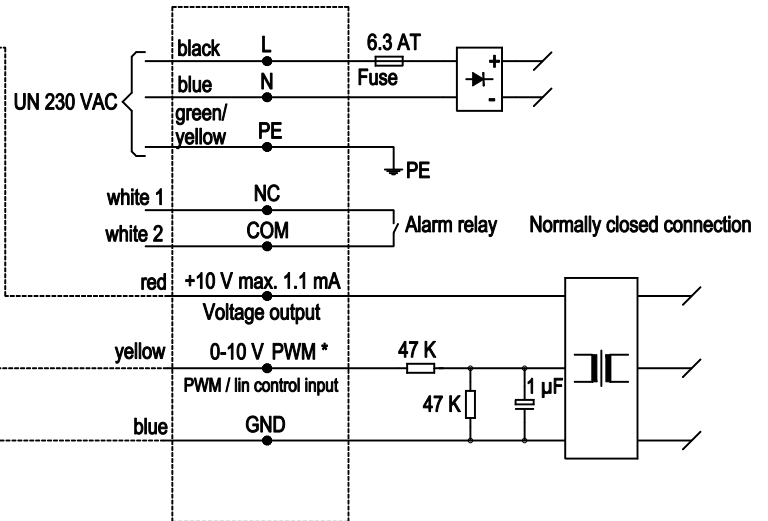 black L 6.3 AT
Fuse
+
-
blue N
UN 230 VAC
green/
yellow PE
PE
white 1 NC
white 2 COM
Alarm relay Normally closed connection
red +10 V max. 1.1 mA
Voltage output
yellow 0-10 V PWM * 47 K
PWM / lin control input
47 K 1 µF
blue GND